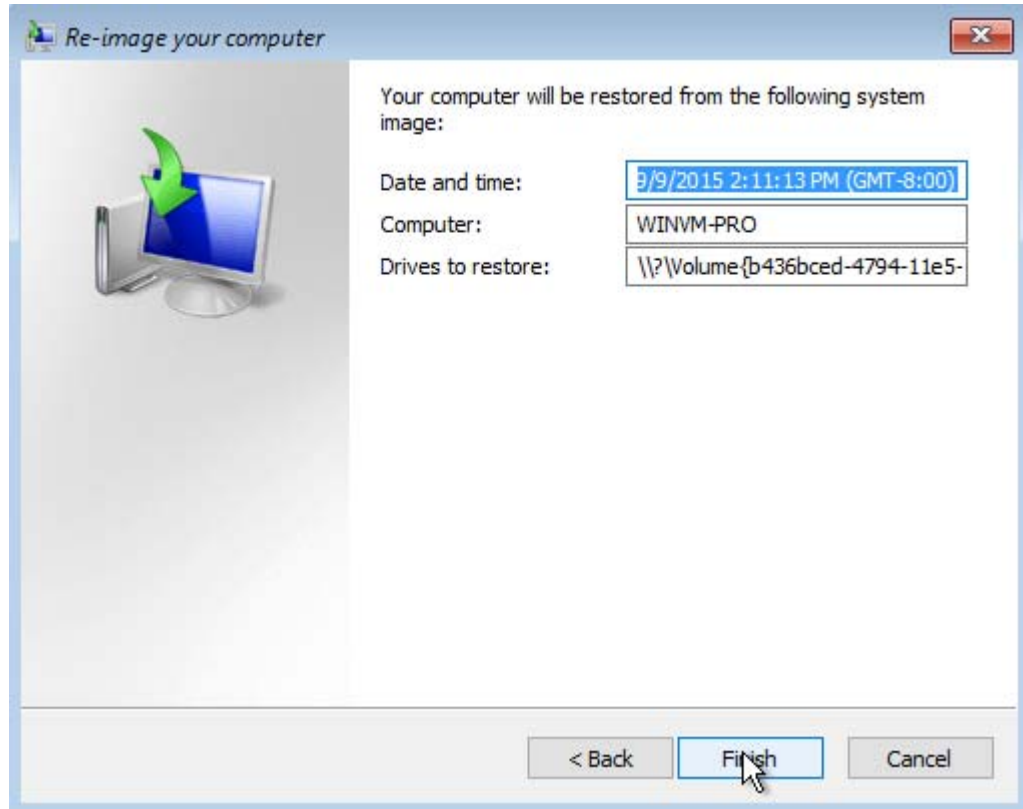 Re-image your computer
Your computer will be restored from the following system
image:
Date and time: 9/9/2015 2:11:13 PM (GMT-8:00)
Computer: WINVM-PRO
Drives to restore: \\?\Volume{b436bced-4794-11e5-
< Back Finish Cancel